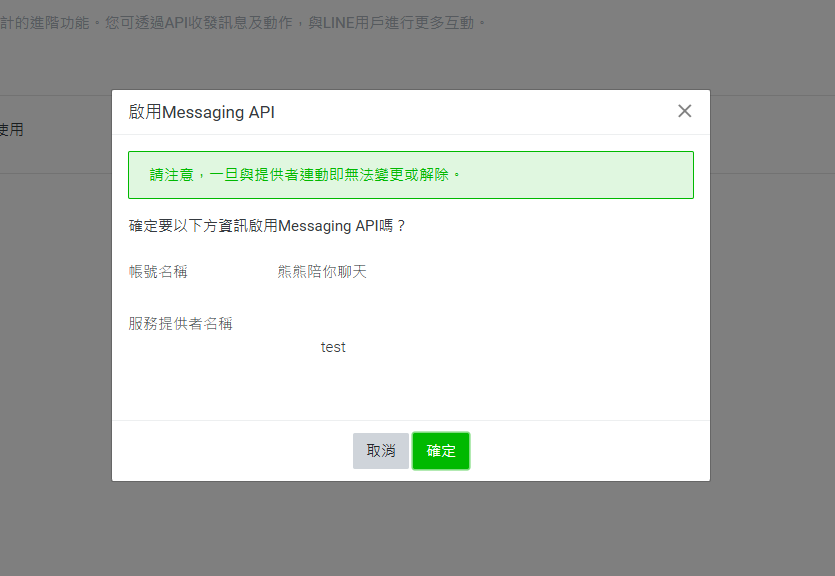 計的進階功能。您可透過API收發訊息及動作，與LINE用戶進行更多互動。
使用
啟用Messaging API
請注意，一旦與提供者連動即無法變更或解除。
確定要以下方資訊啟用Messaging API嗎？
帳號名稱 熊熊陪你聊天
服務提供者名稱
test
取消 確定